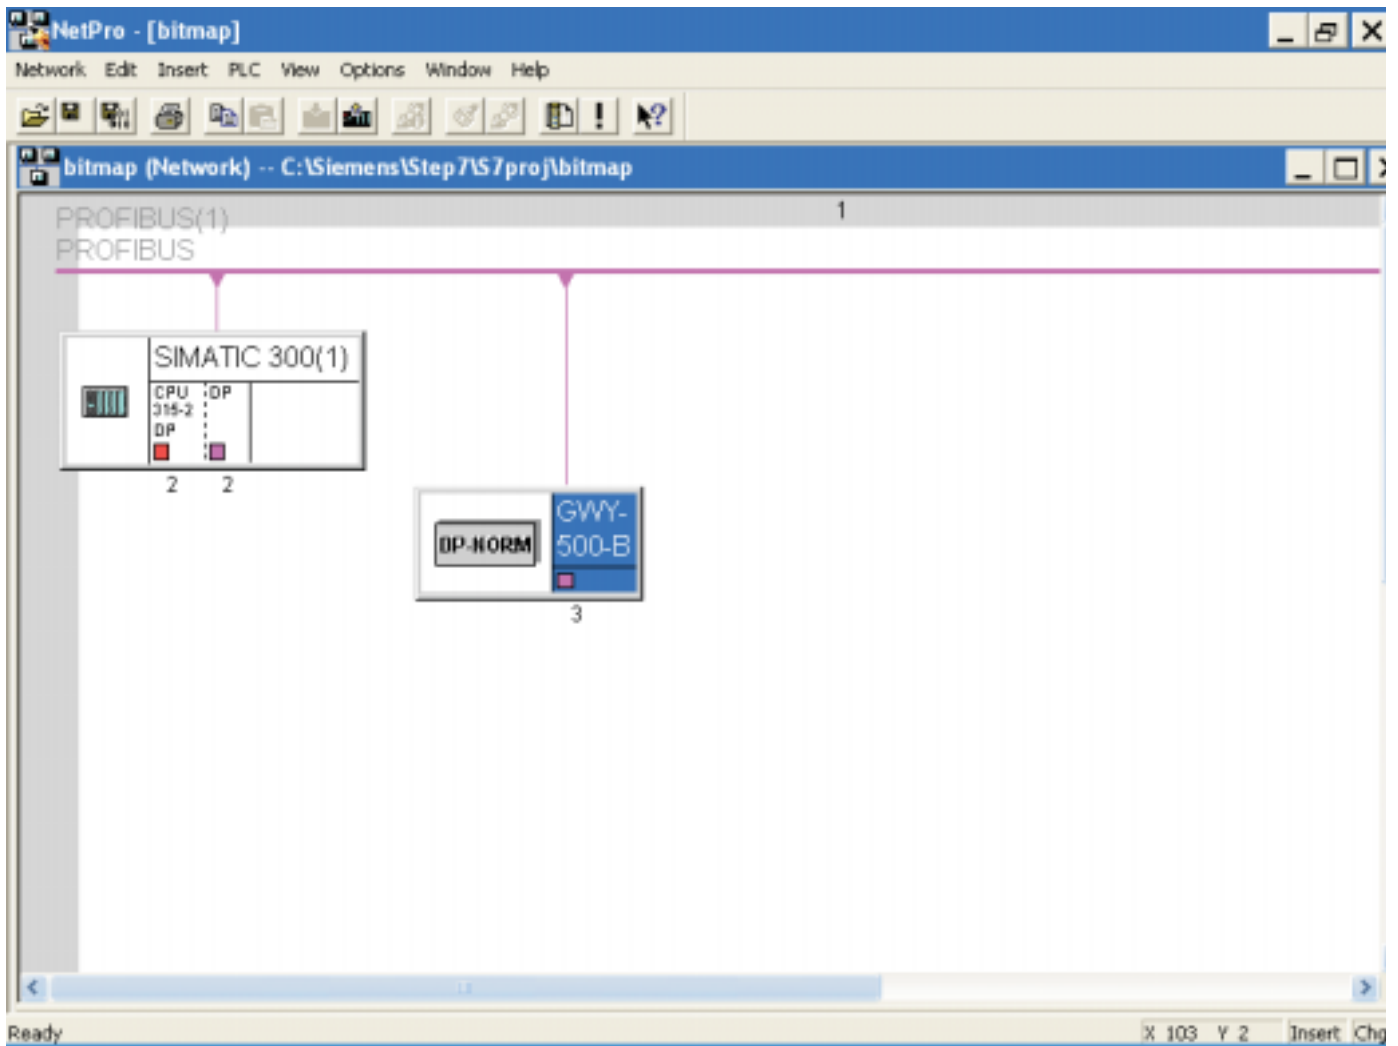 NetPro - [bitmap]
Network Edit Insert PLC View Options Window Help
bitmap (Network) -- C:\Siemens\Step7\S7proj\bitmap
1
PROFIBUS(1)
PROFIBUS
SIMATIC 300(1)
CPU DP
315-2
DP
2 2
DP-NORM
GWY-
500-B
3
Ready X 103 Y 2 Insert Chg